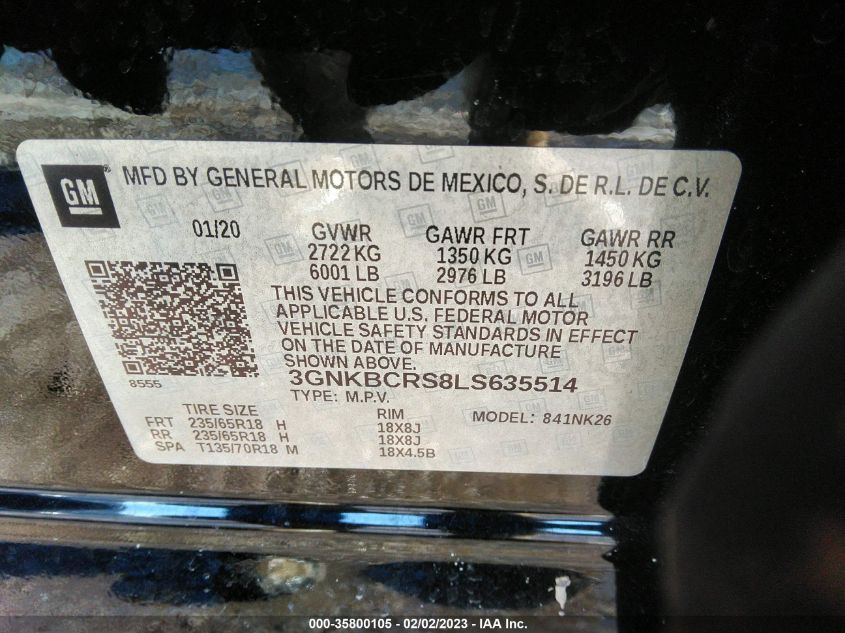 GM MFD BY GENERAL MOTORS DE MEXICO, S. DE R.L. DE C.V.
01/20 GVWR GAWR FRT GAWR RR
2722 KG 1350 KG 1450 KG
6001 LB 2976 LB 3196 LB
THIS VEHICLE CONFORMS TO ALL
APPLICABLE U.S. FEDERAL MOTOR
VEHICLE SAFETY STANDARDS IN EFFECT
ON THE DATE OF MANUFACTURE
SHOWN ABOVE.
8555 3GNKBCRS8LS635514
TYPE: M.P.V. MODEL: 841NK26
TIRE SIZE RIM
FRT 235/65R18 H 18X8J
RR 235/65R18 H 18X8J
SPA T135/70R18 M 18X4.5B
000-35800105 - 02/02/2023 - IAA Inc.